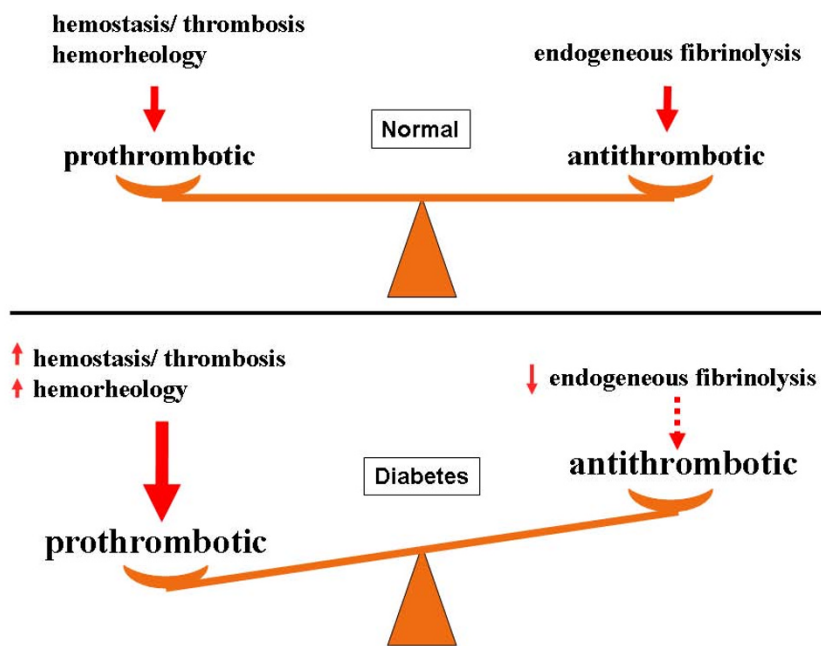 hemostasis/ thrombosis
hemorheology
endogeneous fibrinolysis
Normal
prothrombotic
antithrombotic
↑ hemostasis/ thrombosis
↑ hemorheology
↓ endogeneous fibrinolysis
antithrombotic
Diabetes
prothrombotic